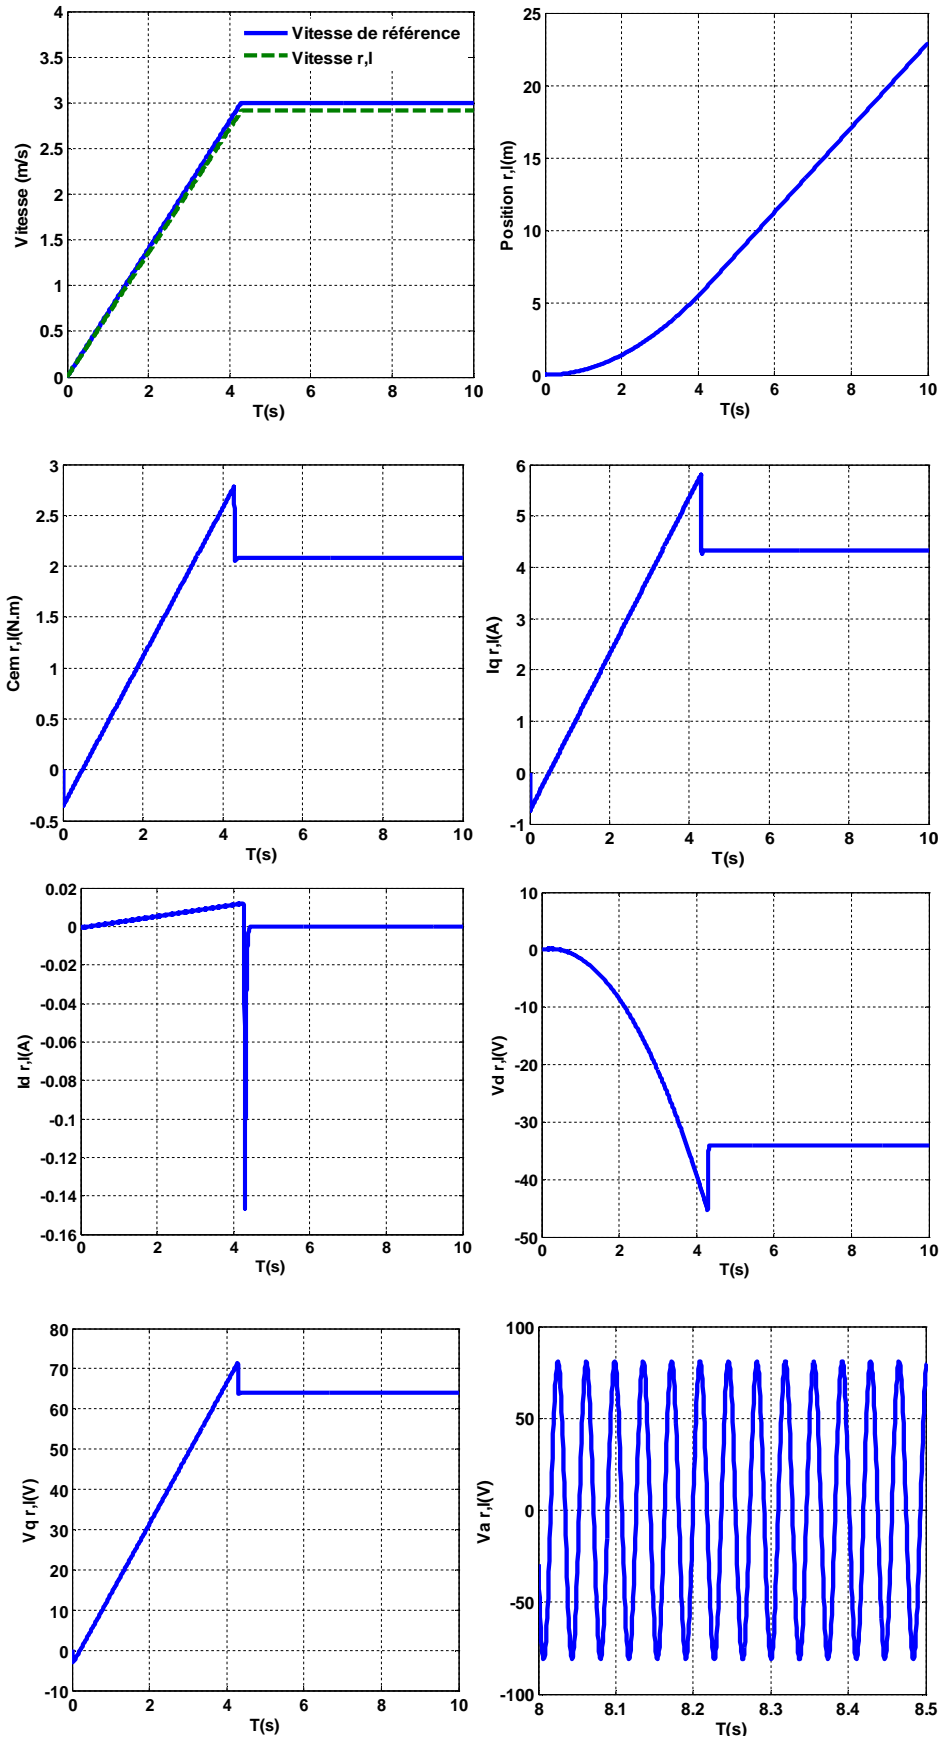 4
3.5
3
2.5
2
1.5
1
0.5
0
Vitesse (m/s)
Vitesse de référence
Vitesse r,l
0 2 4 6 8 10
T(s)
25
20
15
10
5
0
Position r,l(m)
0 2 4 6 8 10
T(s)
3
2.5
2
1.5
1
0.5
0
-0.5
Cem r,l(N.m)
0 2 4 6 8 10
T(s)
6
5
4
3
2
1
0
-1
Iq r,l(A)
0 2 4 6 8 10
T(s)
0.02
0
-0.02
-0.04
-0.06
-0.08
-0.1
-0.12
-0.14
-0.16
Id r,l(A)
0 2 4 6 8 10
T(s)
10
0
-10
-20
-30
-40
-50
Vd r,l(V)
0 2 4 6 8 10
T(s)
80
70
60
50
40
30
20
10
0
-10
Vq r,l(V)
0 2 4 6 8 10
T(s)
100
50
0
-50
-100
Va r,l(V)
8 8.1 8.2 8.3 8.4 8.5
T(s)